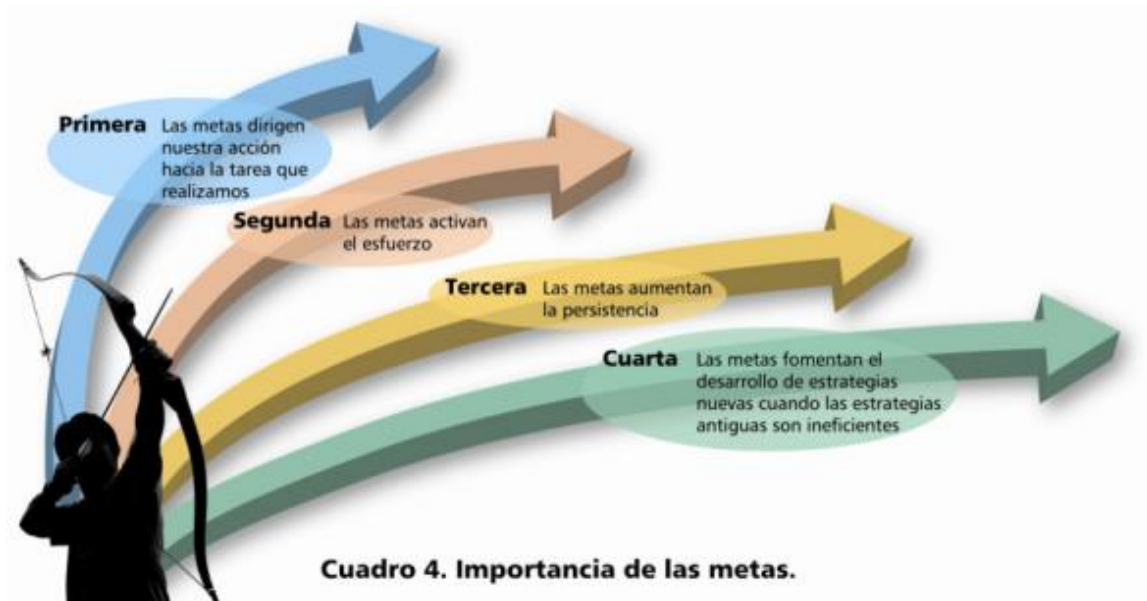 Primera Las metas dirigen
nuestra acción
hacia la tarea que
realizamos
Segunda Las metas activan
el esfuerzo
Tercera Las metas aumentan
la persistencia
Cuarta Las metas fomentan el
desarrollo de estrategias
nuevas cuando las estrategias
antiguas son ineficientes
Cuadro 4. Importancia de las metas.